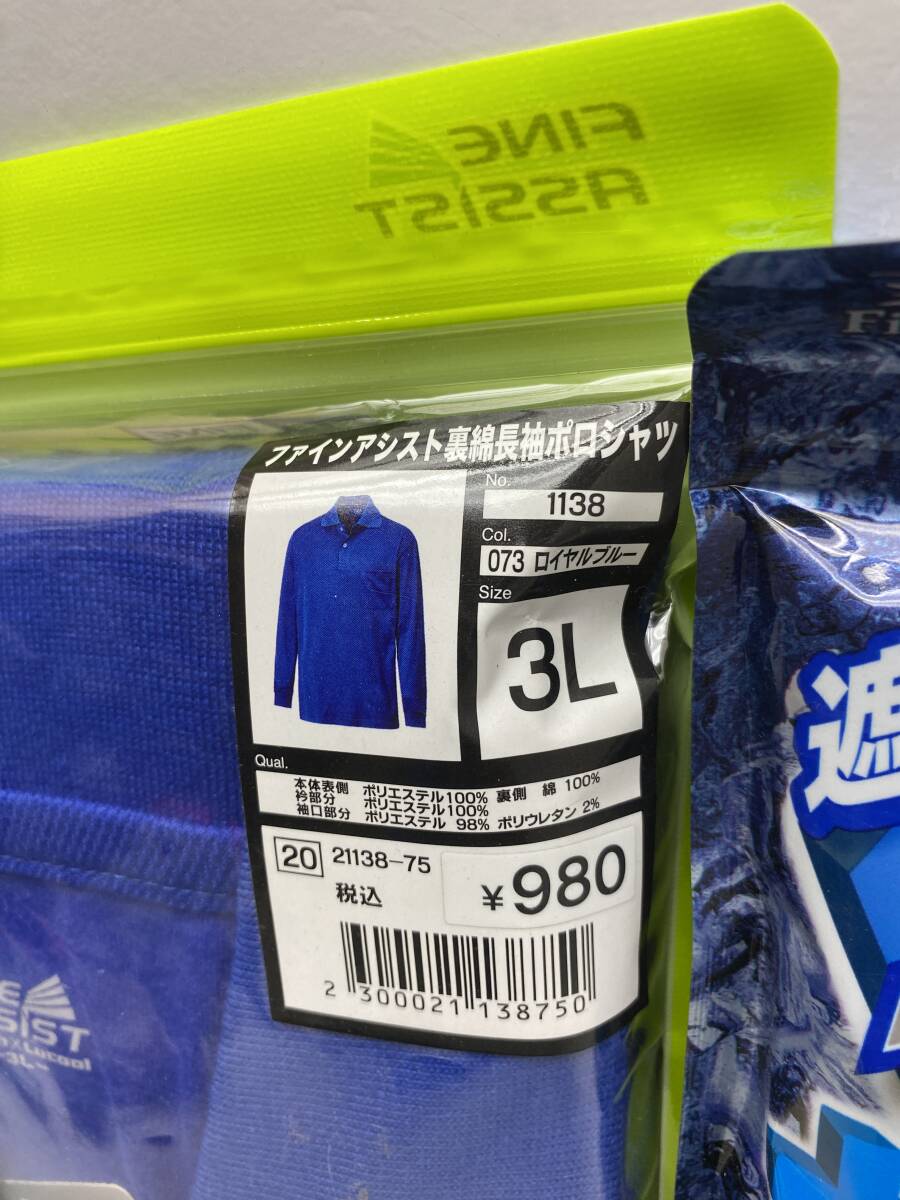 FINE
ASSIST
ファインアシスト裏綿長袖ポロシャツ
No.
1138
Col.
073 ロイヤルブルー
Size
3L
Qual.
本体表側 ポリエステル100% 裏側 綿 100%
衿部分 ポリエステル100%
袖口部分 ポリエステル 98% ポリウレタン 2%
20 21138-75
税込
¥980
2 300021 138750
3L
遮